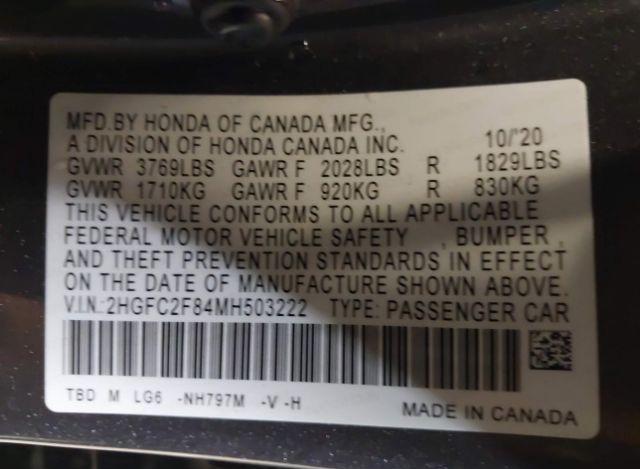 MFD.BY HONDA OF CANADA MFG.,
A DIVISION OF HONDA CANADA INC. 10/'20
GVWR 3769LBS GAWR F 2028LBS R 1829LBS
GVWR 1710KG GAWR F 920KG R 830KG
THIS VEHICLE CONFORMS TO ALL APPLICABLE
FEDERAL MOTOR VEHICLE SAFETY , BUMPER ,
AND THEFT PREVENTION STANDARDS IN EFFECT
ON THE DATE OF MANUFACTURE SHOWN ABOVE.
V.I.N.:2HGFC2F84MH503222 TYPE: PASSENGER CAR
TBD M LG6 -NH797M -V -H
MADE IN CANADA